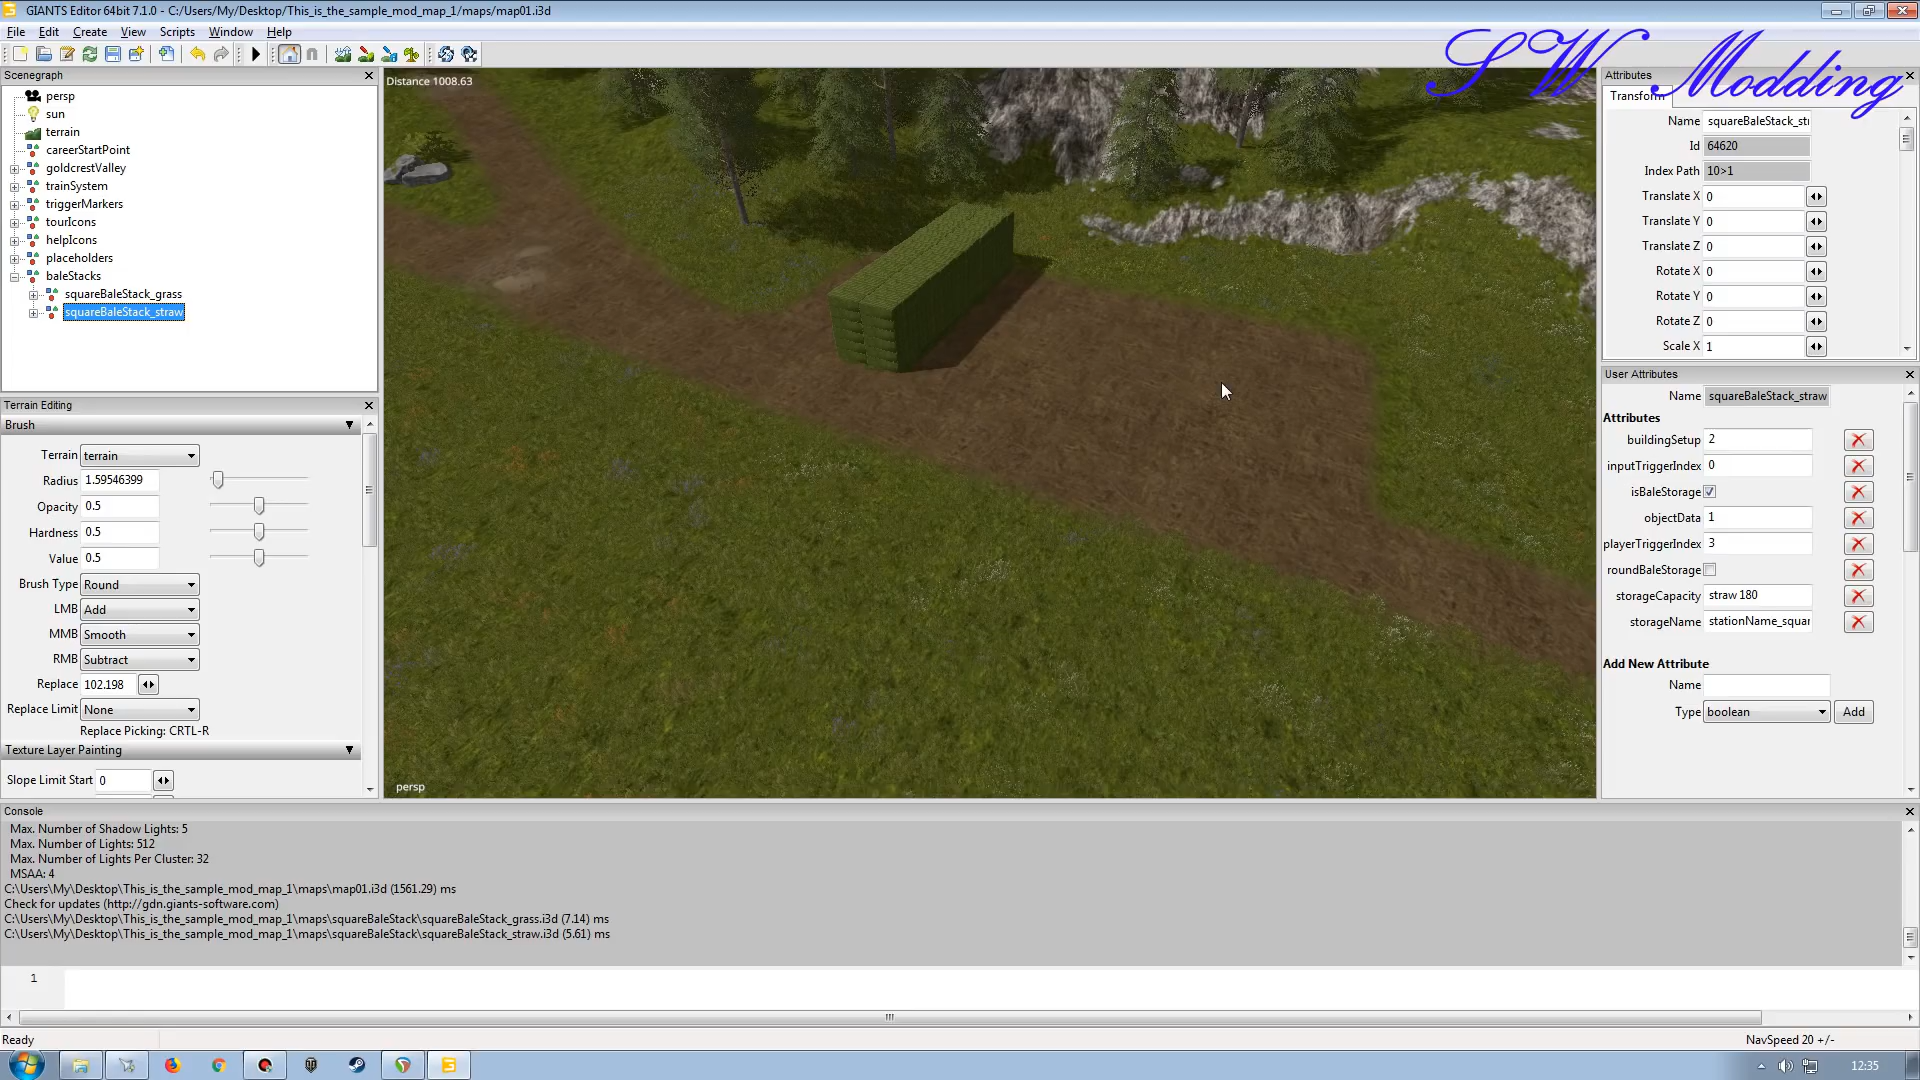 GIANTS Editor 64bit 7.1.0 - C:/Users/My/Desktop/This_is_the_sample_mod_map_1/maps/map01.i3d
File Edit Create View Scripts Window Help
SW Modding
Scenegraph
persp
sun
terrain
careerStartPoint
goldcrestValley
trainSystem
triggerMarkers
tourIcons
helpIcons
placeholders
baleStacks
squareBaleStack_grass
squareBaleStack_straw
Terrain Editing
Brush
Terrain terrain
Radius 1.59546399
Opacity 0.5
Hardness 0.5
Value 0.5
Brush Type Round
LMB Add
MMB Smooth
RMB Subtract
Replace 102.198
Replace Limit None
Replace Picking: CRTL-R
Texture Layer Painting
Slope Limit Start 0
Distance 1008.63
persp
Attributes
Transform
Name squareBaleStack_str
Id 64620
Index Path 10>1
Translate X 0
Translate Y 0
Translate Z 0
Rotate X 0
Rotate Y 0
Rotate Z 0
Scale X 1
User Attributes
Name squareBaleStack_straw
Attributes
buildingSetup 2
inputTriggerIndex 0
isBaleStorage
objectData 1
playerTriggerIndex 3
roundBaleStorage
storageCapacity straw 180
storageName stationName_squar
Add New Attribute
Name
Type boolean Add
Console
Max. Number of Shadow Lights: 5
Max. Number of Lights: 512
Max. Number of Lights Per Cluster: 32
MSAA: 4
C:\Users\My\Desktop\This_is_the_sample_mod_map_1\maps\map01.i3d (1561.29) ms
Check for updates (http://gdn.giants-software.com)
C:\Users\My\Desktop\This_is_the_sample_mod_map_1\maps\squareBaleStack\squareBaleStack_grass.i3d (7.14) ms
C:\Users\My\Desktop\This_is_the_sample_mod_map_1\maps\squareBaleStack\squareBaleStack_straw.i3d (5.61) ms
1
Ready
NavSpeed 20 +/-
12:35